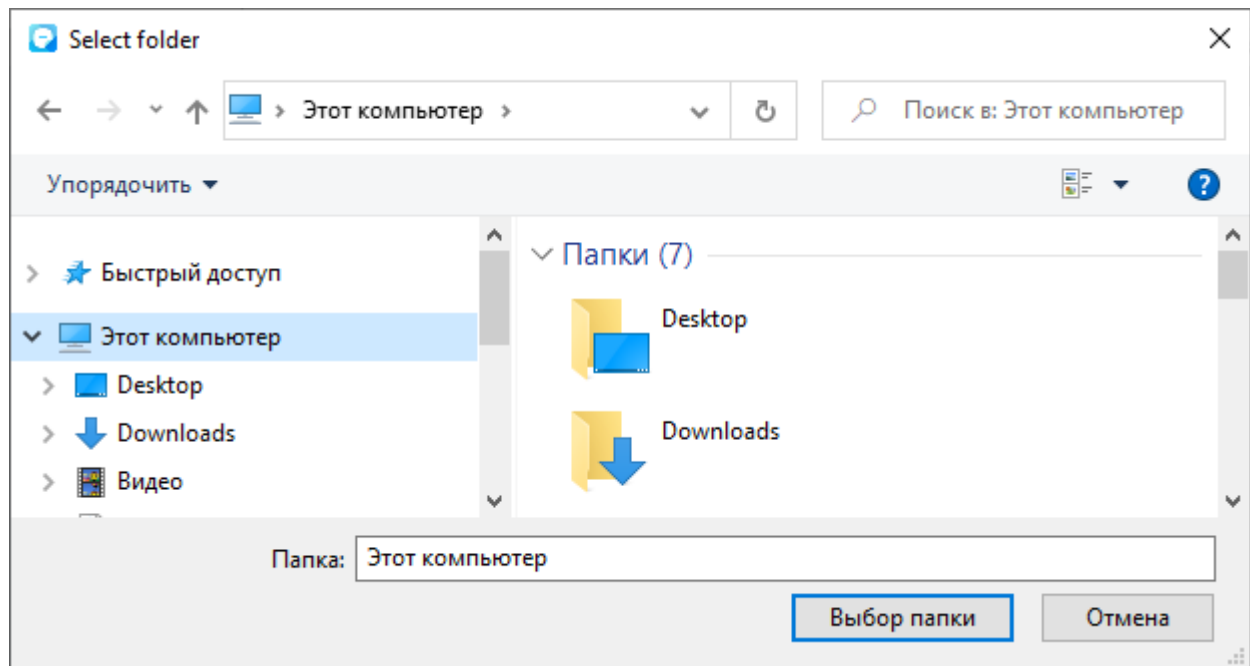 Select folder
Этот компьютер
Поиск в: Этот компьютер
Упорядочить
Быстрый доступ
Этот компьютер
Desktop
Downloads
Видео
Папки (7)
Desktop
Downloads
Папка: Этот компьютер
Выбор папки
Отмена